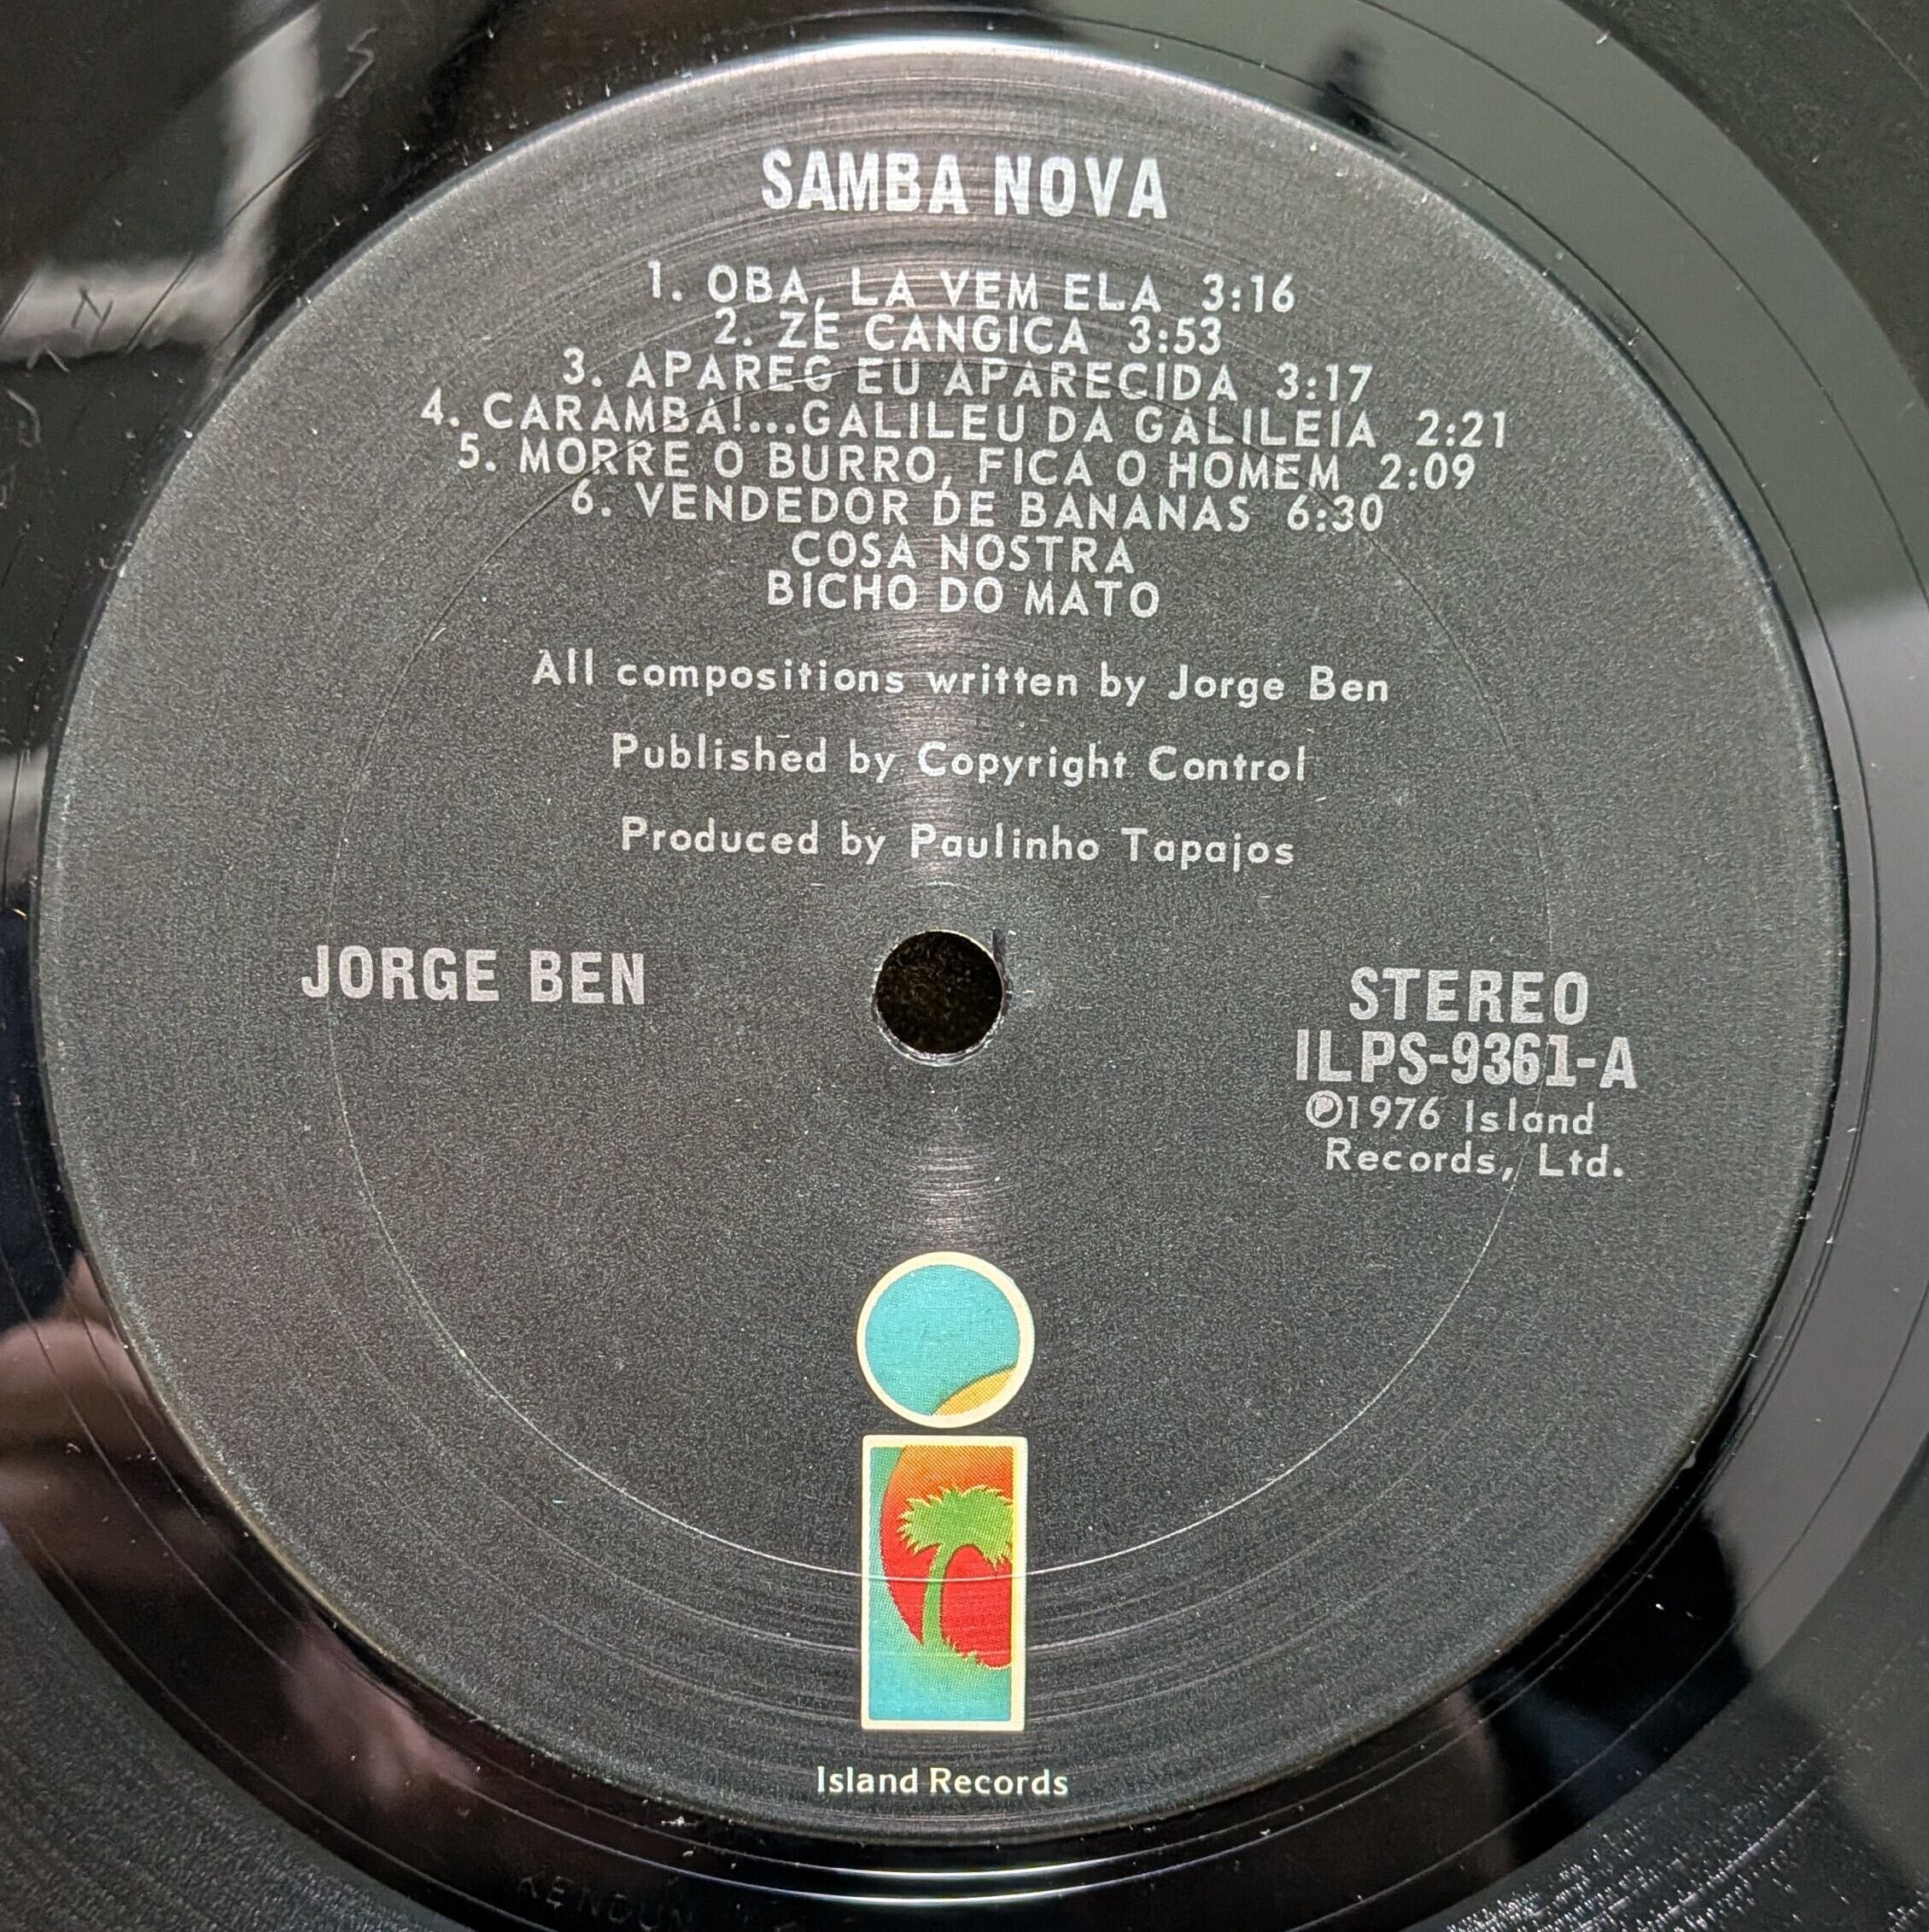 SAMBA NOVA
1. OBA, LA VEM ELA 3:16
2. ZE CANGICA 3:53
3. APAREC EU APARECIDA 3:17
4. CARAMBA!...GALILEU DA GALILEIA 2:21
5. MORRE O BURRO, FICA O HOMEM 2:09
6. VENDEDOR DE BANANAS 6:30
COSA NOSTRA
BICHO DO MATO
All compositions written by Jorge Ben
Published by Copyright Control
Produced by Paulinho Tapajos
JORGE BEN
STEREO
ILPS-9361-A
℗1976 Island
Records, Ltd.
Island Records